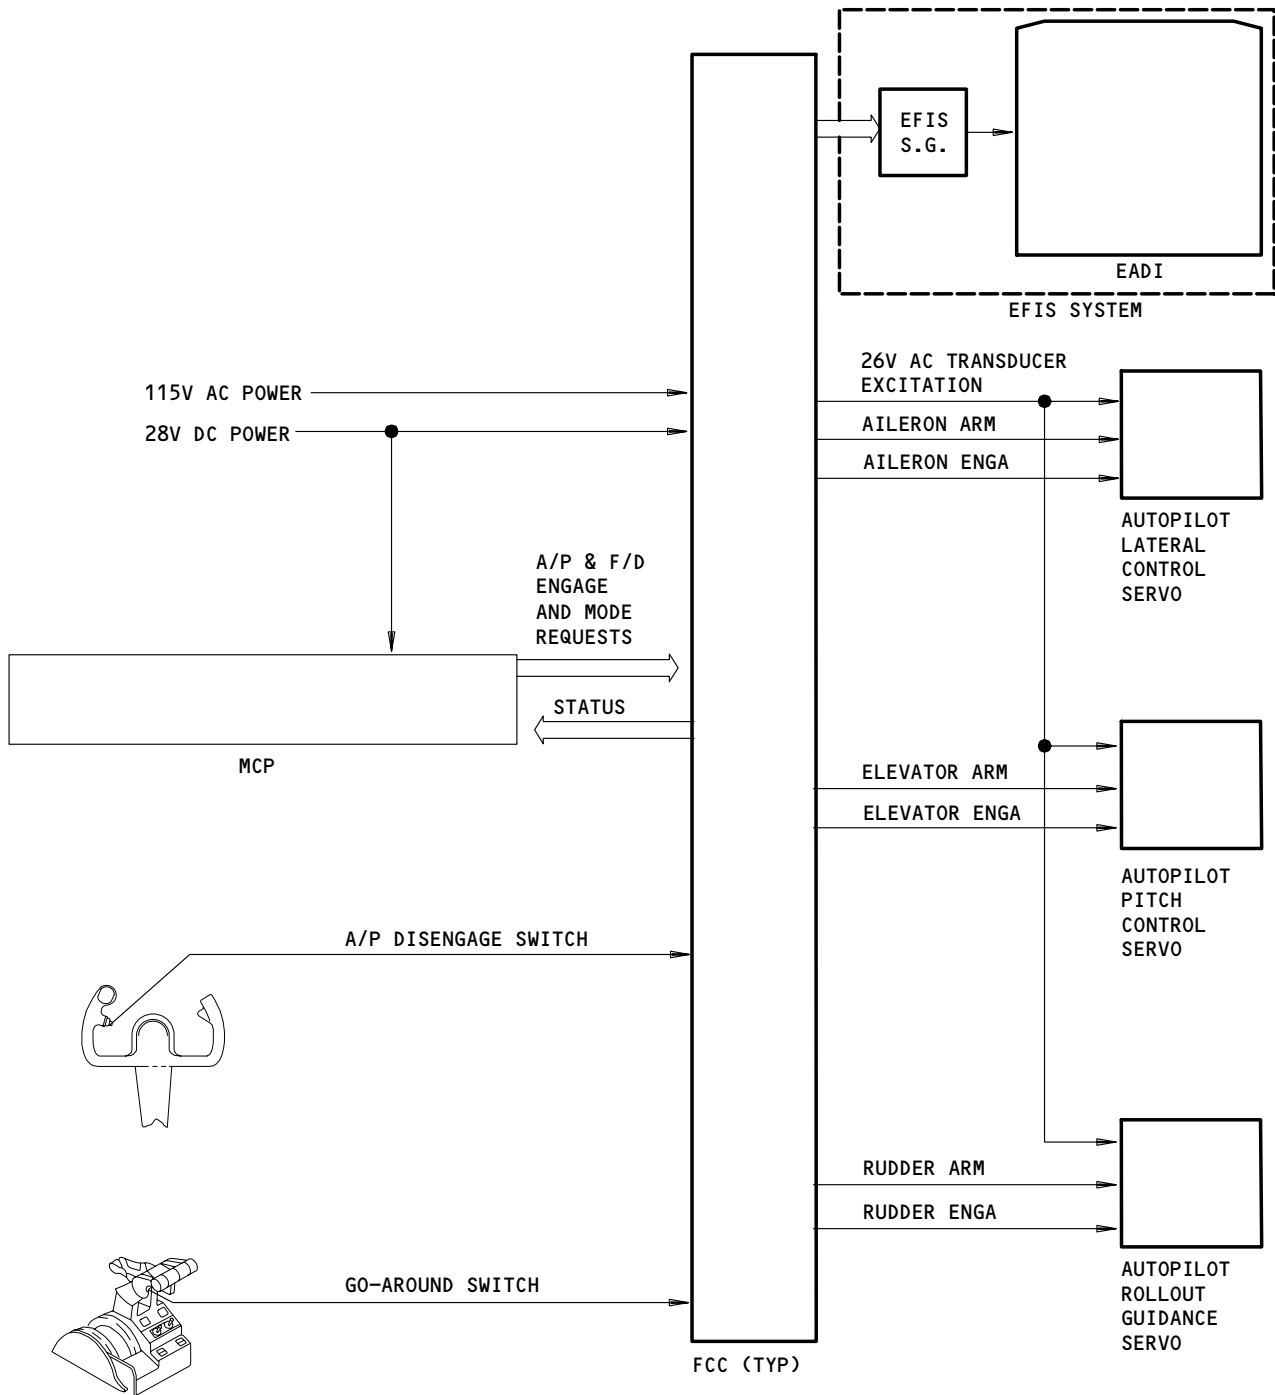 EFIS
S.G.
EADI
EFIS SYSTEM
26V AC TRANSDUCER
EXCITATION
115V AC POWER
28V DC POWER
AILERON ARM
AILERON ENGA
AUTOPILOT
LATERAL
CONTROL
SERVO
A/P & F/D
ENGAGE
AND MODE
REQUESTS
STATUS
MCP
ELEVATOR ARM
ELEVATOR ENGA
AUTOPILOT
PITCH
CONTROL
SERVO
A/P DISENGAGE SWITCH
RUDDER ARM
RUDDER ENGA
AUTOPILOT
ROLLOUT
GUIDANCE
SERVO
GO-AROUND SWITCH
FCC (TYP)